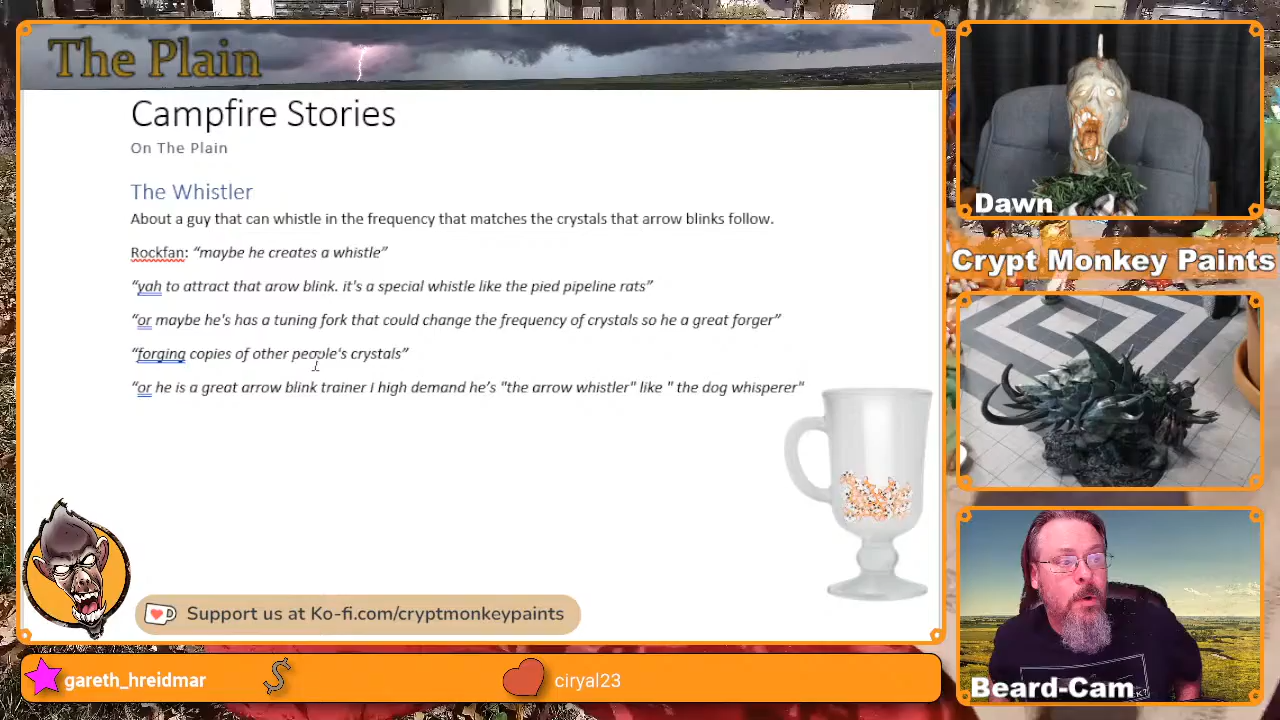 The Plain
Campfire Stories
On The Plain
The Whistler
About a guy that can whistle in the frequency that matches the crystals that arrow blinks follow.
Rockfan: “maybe he creates a whistle”
“yah to attract that arow blink. it's a special whistle like the pied pipeline rats”
“or maybe he's has a tuning fork that could change the frequency of crystals so he a great forger”
“forging copies of other people's crystals”
“or he is a great arrow blink trainer I high demand he’s "the arrow whistler" like " the dog whisperer"
Support us at Ko-fi.com/cryptmonkeypaints
gareth_hreidmar
$
ciryal23
Dawn
Crypt Monkey Paints
Beard-Cam